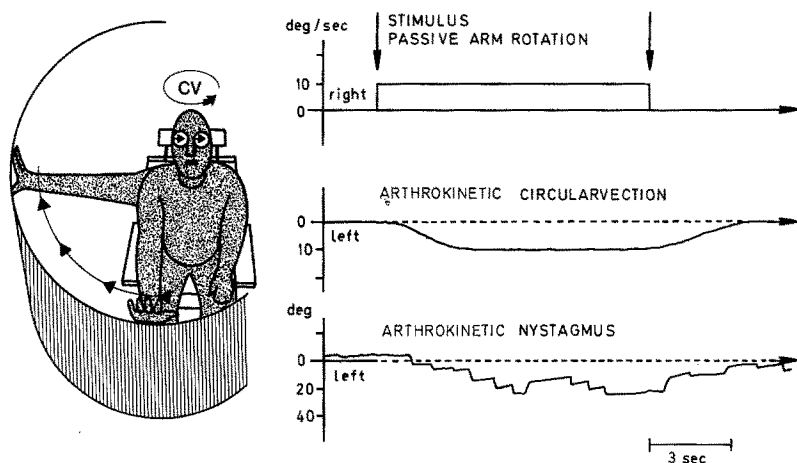 CV
deg/sec
STIMULUS
PASSIVE ARM ROTATION
10
right
0
ARTHROKINETIC CIRCULARVECTION
0
left
10
deg
ARTHROKINETIC NYSTAGMUS
0
left
20
40
3 sec